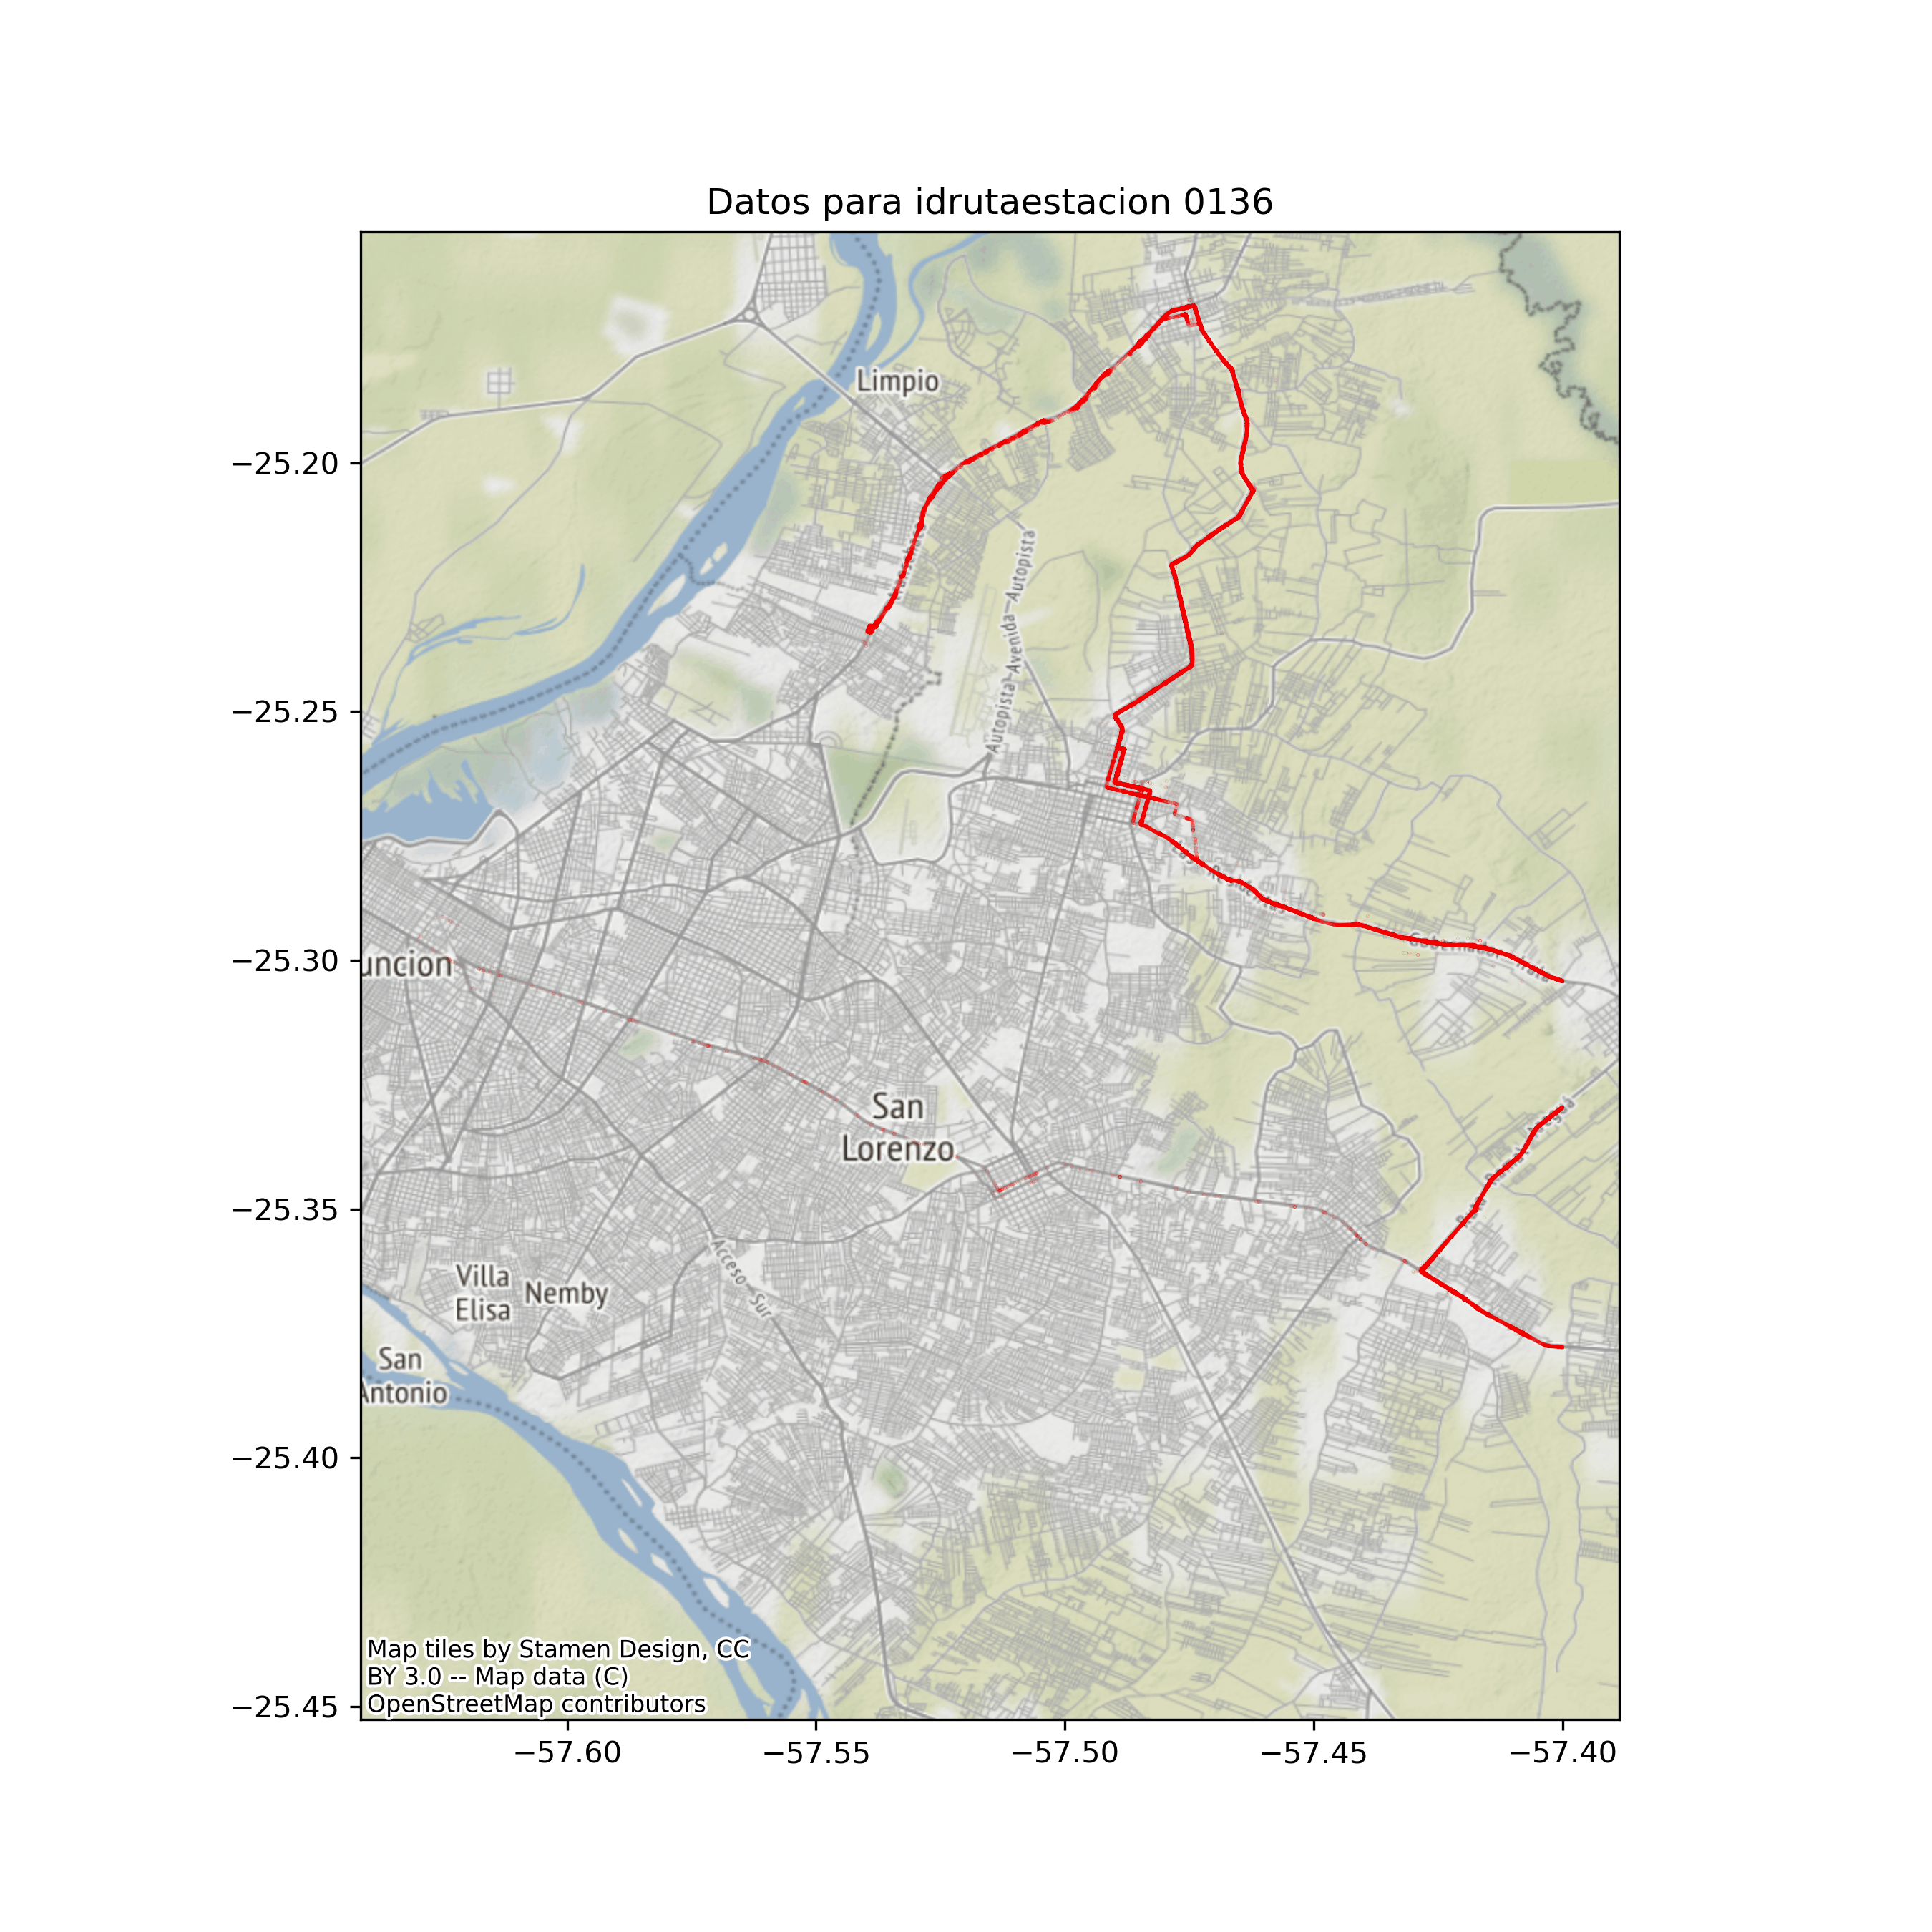 Datos para idrutaestacion 0136
Limpio
−25.20
Autopista-Avenida-Autopista
−25.25
−25.30
uncion
San
Lorenzo
−25.35
Villa
Elisa
Nemby
Acceso-Sur
San
Antonio
−25.40
Map tiles by Stamen Design, CC
BY 3.0 -- Map data (C)
OpenStreetMap contributors
−25.45
−57.60
−57.55
−57.50
−57.45
−57.40